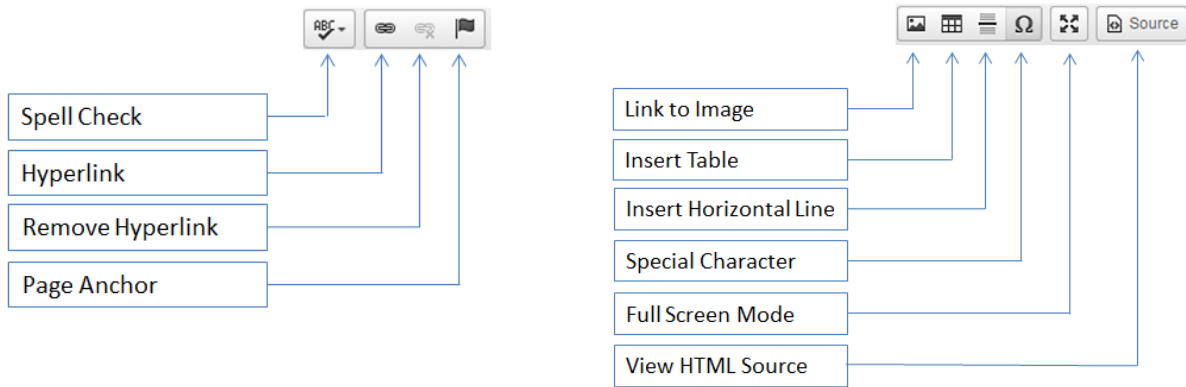 ABC
Ω
Source
Spell Check
Hyperlink
Remove Hyperlink
Page Anchor
Link to Image
Insert Table
Insert Horizontal Line
Special Character
Full Screen Mode
View HTML Source